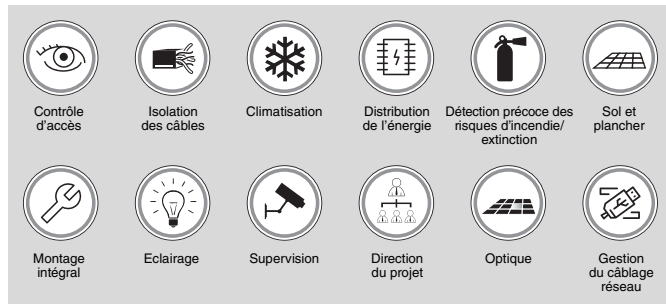 Contrôle
d'accès
Isolation
des câbles
Climatisation
Distribution
de l'énergie
Détection précoce des
risques d'incendie/
extinction
Sol et
plancher
Montage
intégral
Eclairage
Supervision
Direction
du projet
Optique
Gestion
du câblage
réseau